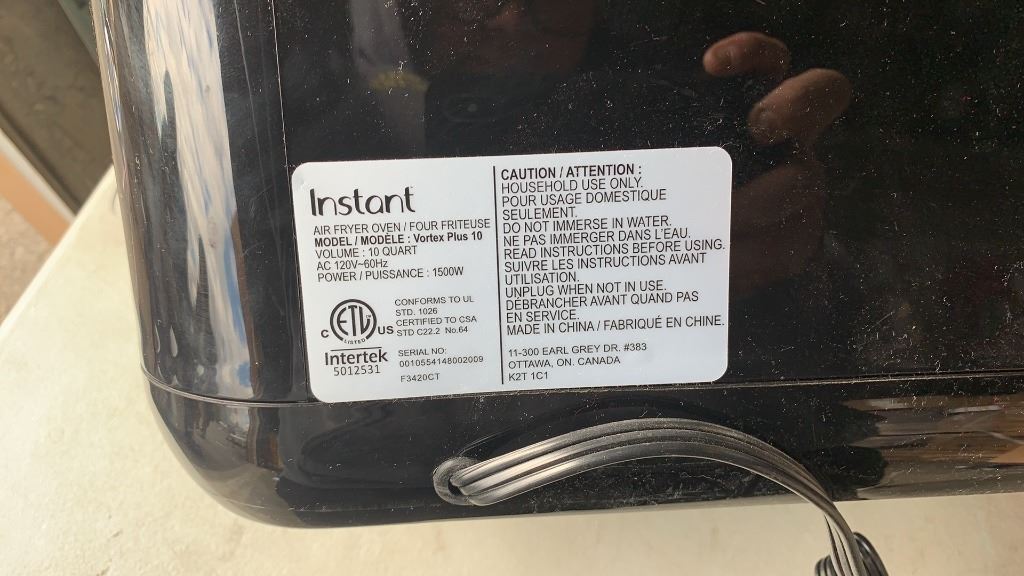 Instant
AIR FRYER OVEN / FOUR FRITEUSE
MODEL / MODÈLE : Vortex Plus 10
VOLUME : 10 QUART
AC 120V~60Hz
POWER / PUISSANCE : 1500W
C ETL US
LISTED
Intertek
5012531
CONFORMS TO UL
STD. 1026
CERTIFIED TO CSA
STD C22.2 No.64
SERIAL NO:
0010554148002009
F3420CT
CAUTION / ATTENTION :
HOUSEHOLD USE ONLY.
POUR USAGE DOMESTIQUE
SEULEMENT.
DO NOT IMMERSE IN WATER.
NE PAS IMMERGER DANS L'EAU.
READ INSTRUCTIONS BEFORE USING.
SUIVRE LES INSTRUCTIONS AVANT
UTILISATION.
UNPLUG WHEN NOT IN USE.
DÉBRANCHER AVANT QUAND PAS
EN SERVICE.
MADE IN CHINA / FABRIQUÉ EN CHINE.
11-300 EARL GREY DR. #383
OTTAWA, ON. CANADA
K2T 1C1